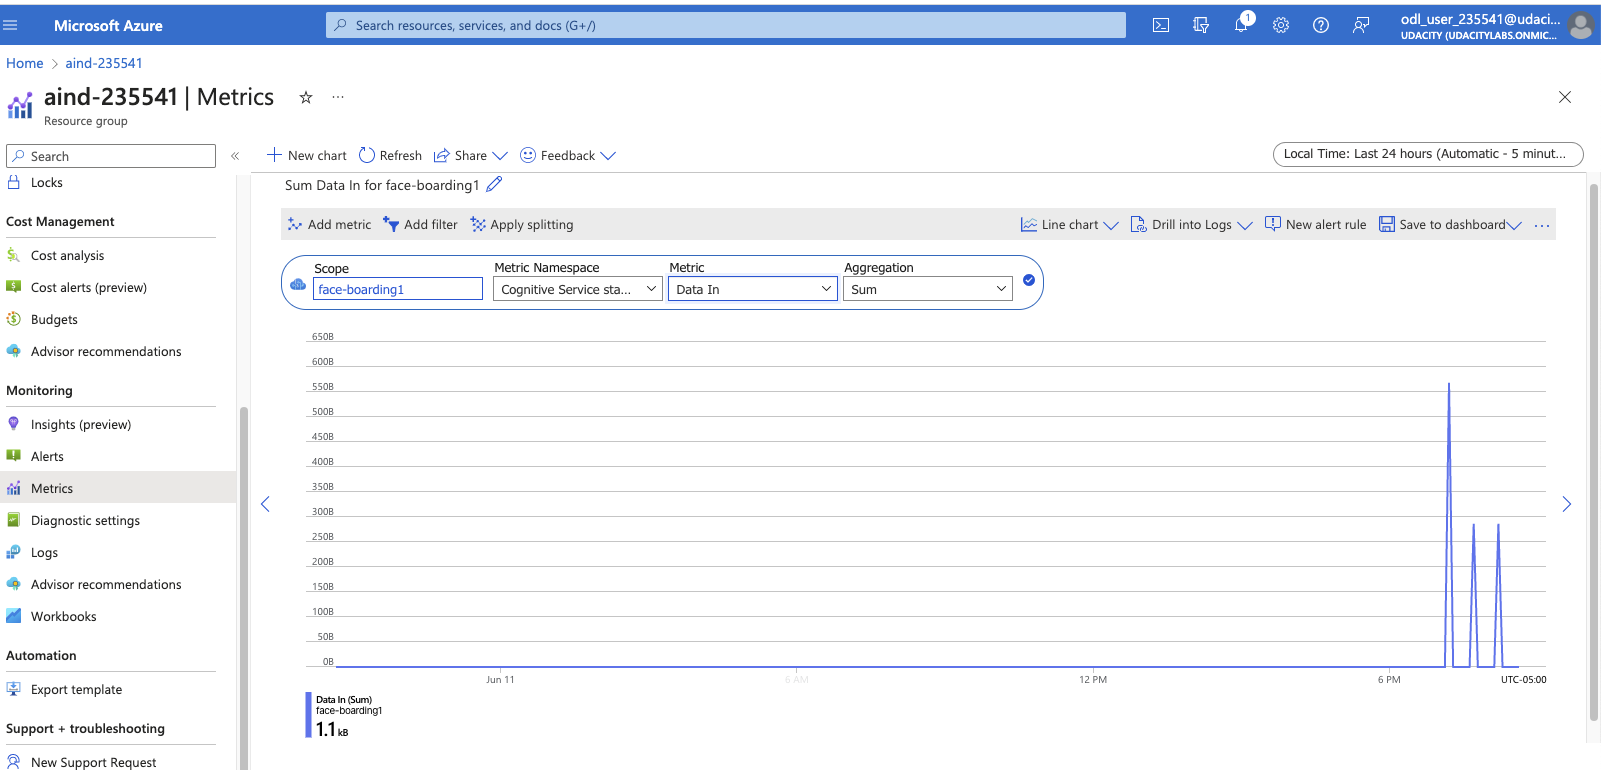 Microsoft Azure
Search resources, services, and docs (G+/)
1
odl_user_235541@udaci...
UDACITY (UDACITYLABS.ONMIC...
Home > aind-235541
aind-235541 | Metrics
...
Resource group
Search
«
New chart
Refresh
Share
Feedback
Local Time: Last 24 hours (Automatic - 5 minut...
Locks
Cost Management
Cost analysis
Cost alerts (preview)
Budgets
Advisor recommendations
Monitoring
Insights (preview)
Alerts
Metrics
Diagnostic settings
Logs
Advisor recommendations
Workbooks
Automation
Export template
Support + troubleshooting
New Support Request
Sum Data In for face-boarding1
Add metric
Add filter
Apply splitting
Line chart
Drill into Logs
New alert rule
Save to dashboard
...
Scope
face-boarding1
Metric Namespace
Cognitive Service sta...
Metric
Data In
Aggregation
Sum
650B
600B
550B
500B
450B
400B
350B
300B
250B
200B
150B
100B
50B
0B
Jun 11
6 AM
12 PM
6 PM
UTC-05:00
Data In (Sum)
face-boarding1
1.1 kB